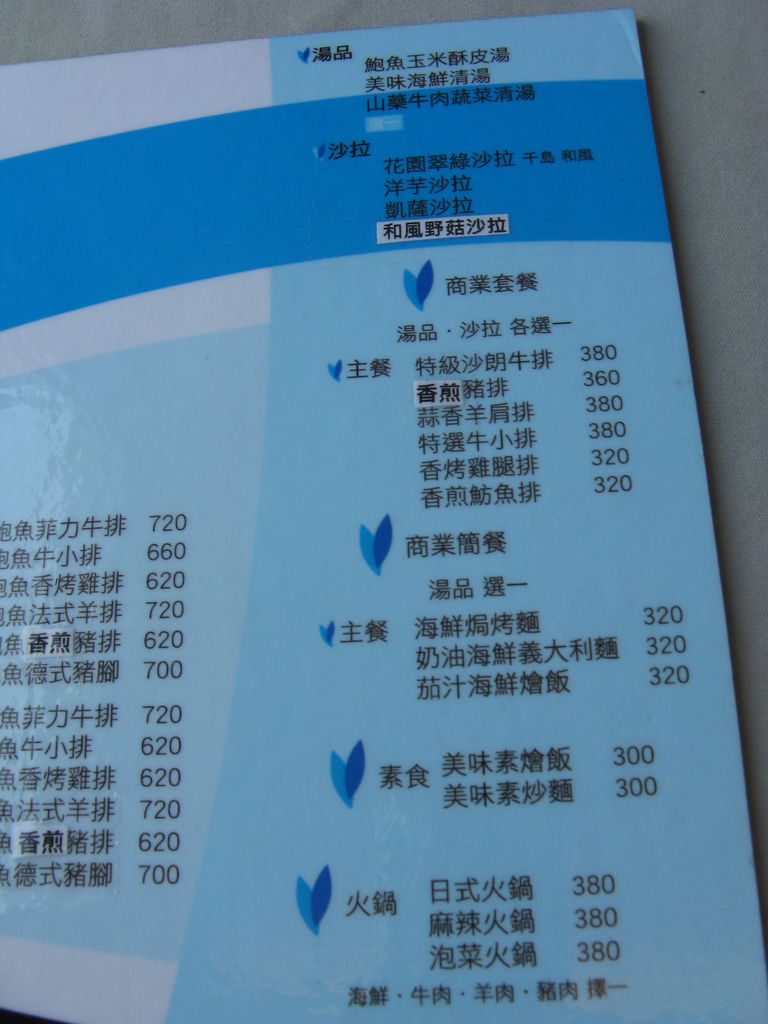 湯品
鮑魚玉米酥皮湯
美味海鮮清湯
山藥牛肉蔬菜清湯
選一
沙拉
花園翠綠沙拉 千島 和風
洋芋沙拉
凱薩沙拉
和風野菇沙拉
商業套餐
湯品·沙拉 各選一
主餐 特級沙朗牛排 380
香煎豬排 360
蒜香羊肩排 380
特選牛小排 380
香烤雞腿排 320
香煎魴魚排 320
商業簡餐
湯品 選一
主餐 海鮮焗烤麵 320
奶油海鮮義大利麵 320
茄汁海鮮燴飯 320
素食 美味素燴飯 300
美味素炒麵 300
火鍋 日式火鍋 380
麻辣火鍋 380
泡菜火鍋 380
海鮮·牛肉·羊肉·豬肉 擇一
鮑魚菲力牛排 720
鮑魚牛小排 660
鮑魚香烤雞排 620
鮑魚法式羊排 720
魚香煎豬排 620
魚德式豬腳 700
魚菲力牛排 720
魚牛小排 620
魚香烤雞排 620
魚法式羊排 720
魚香煎豬排 620
魚德式豬腳 700